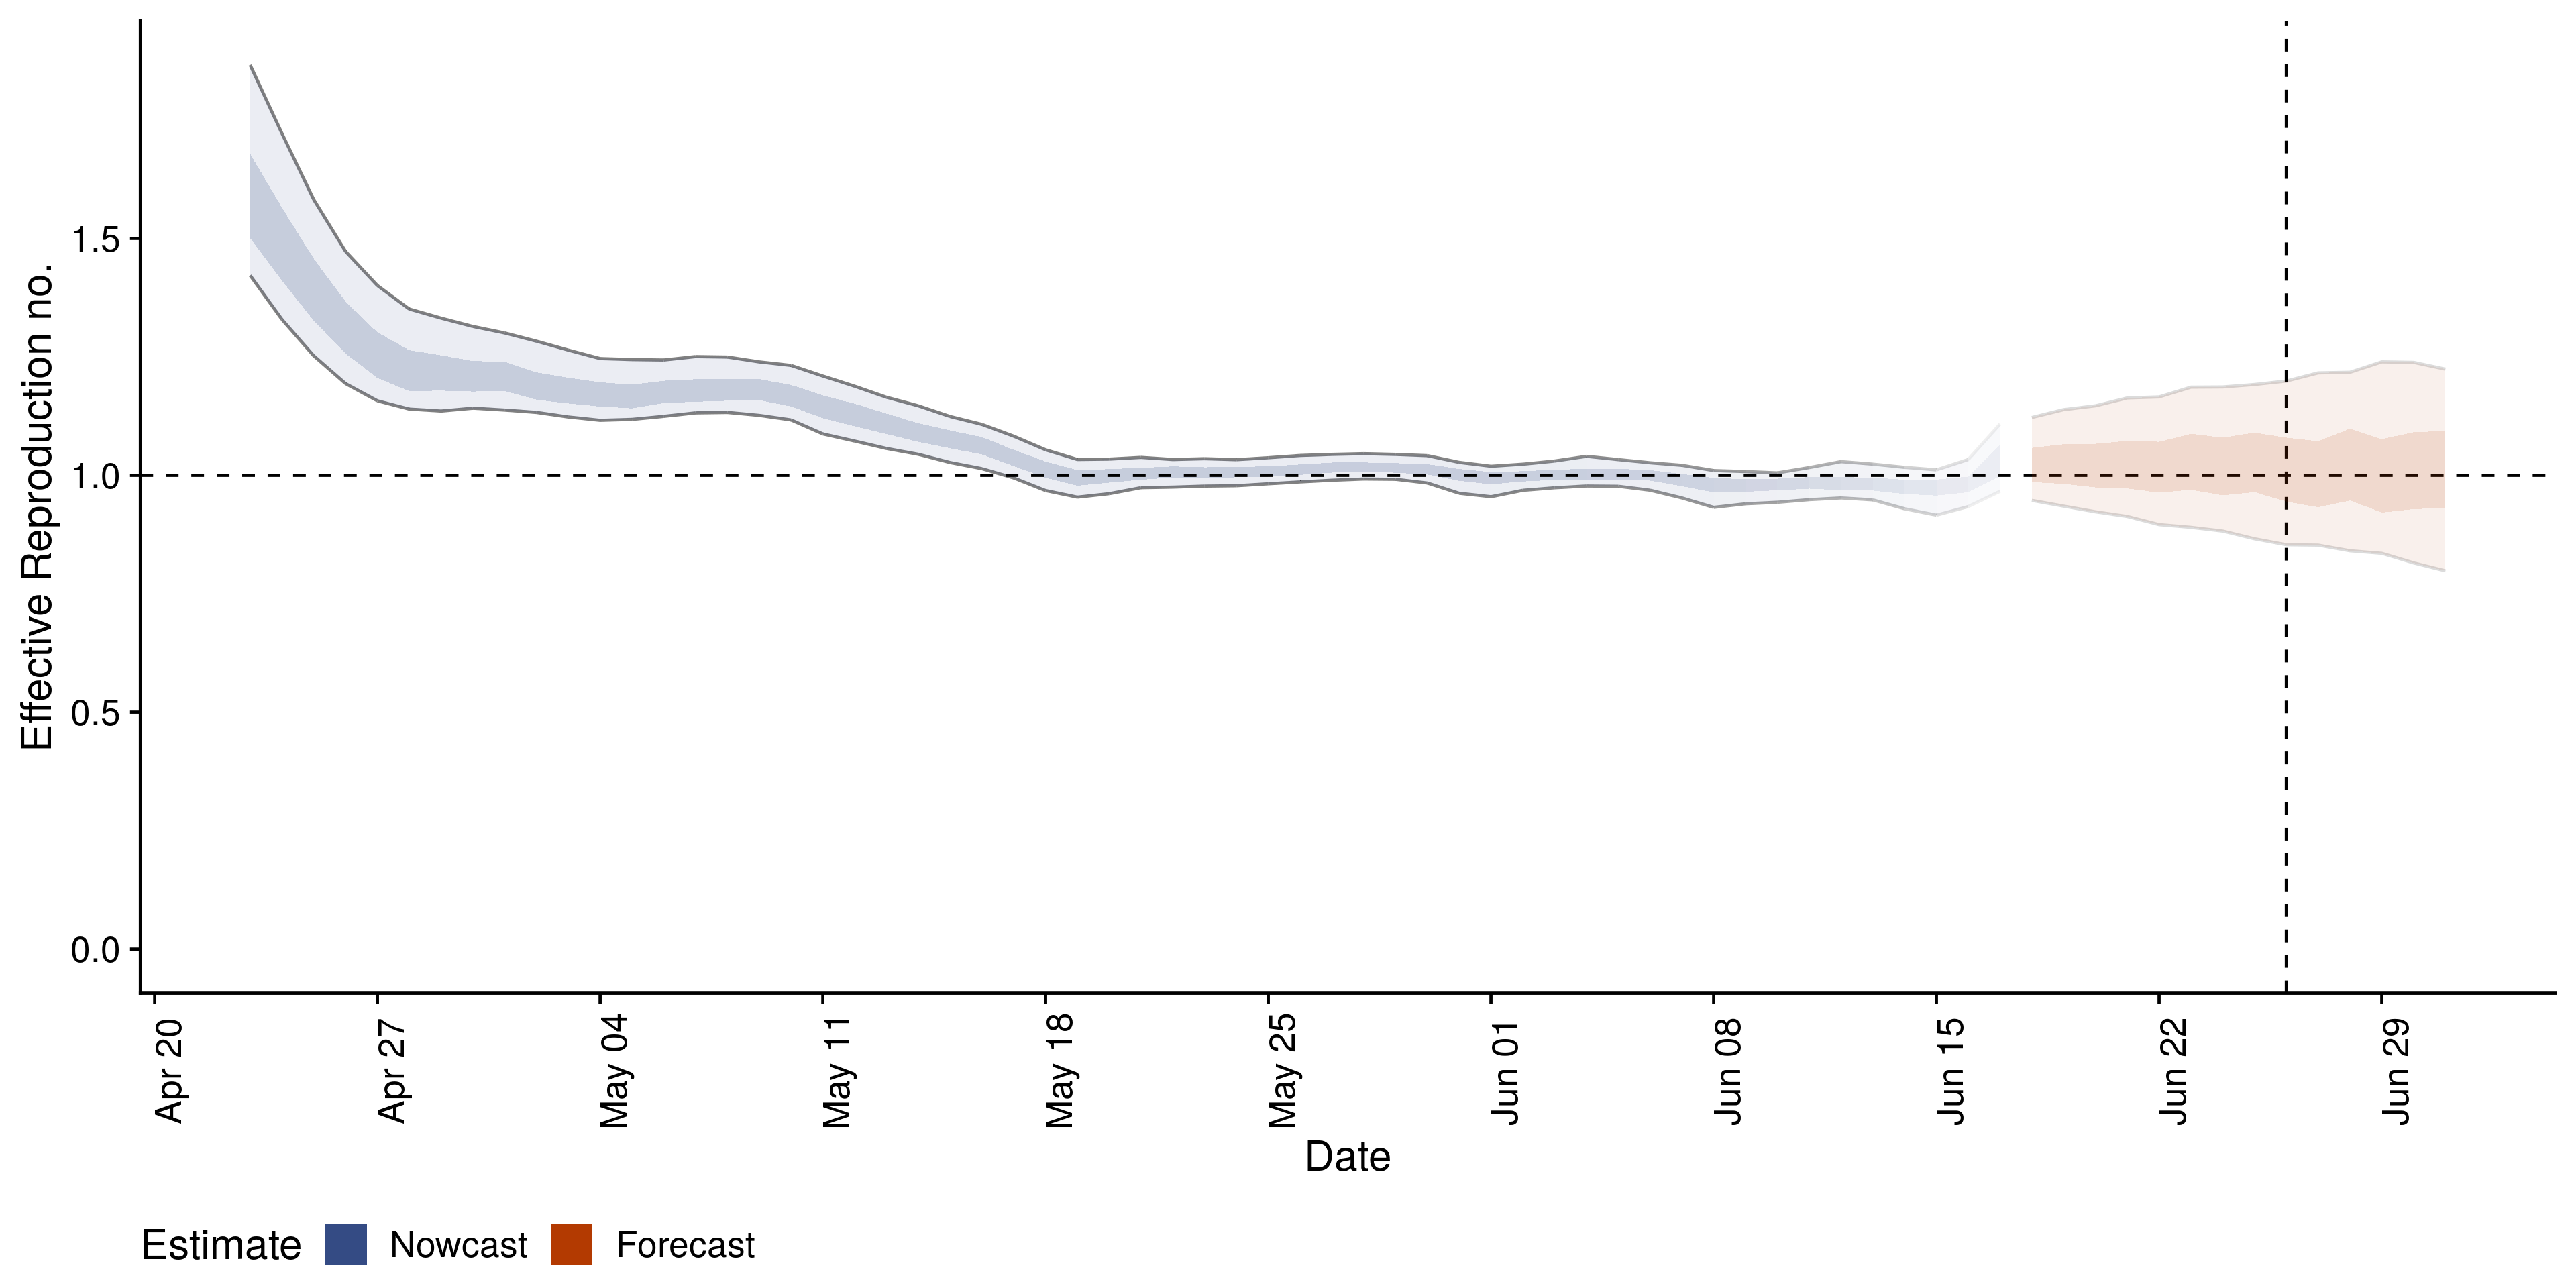 Effective Reproduction no.
1.5
1.0
0.5
0.0
Apr 20
Apr 27
May 04
May 11
May 18
May 25
Jun 01
Jun 08
Jun 15
Jun 22
Jun 29
Date
Estimate Nowcast Forecast